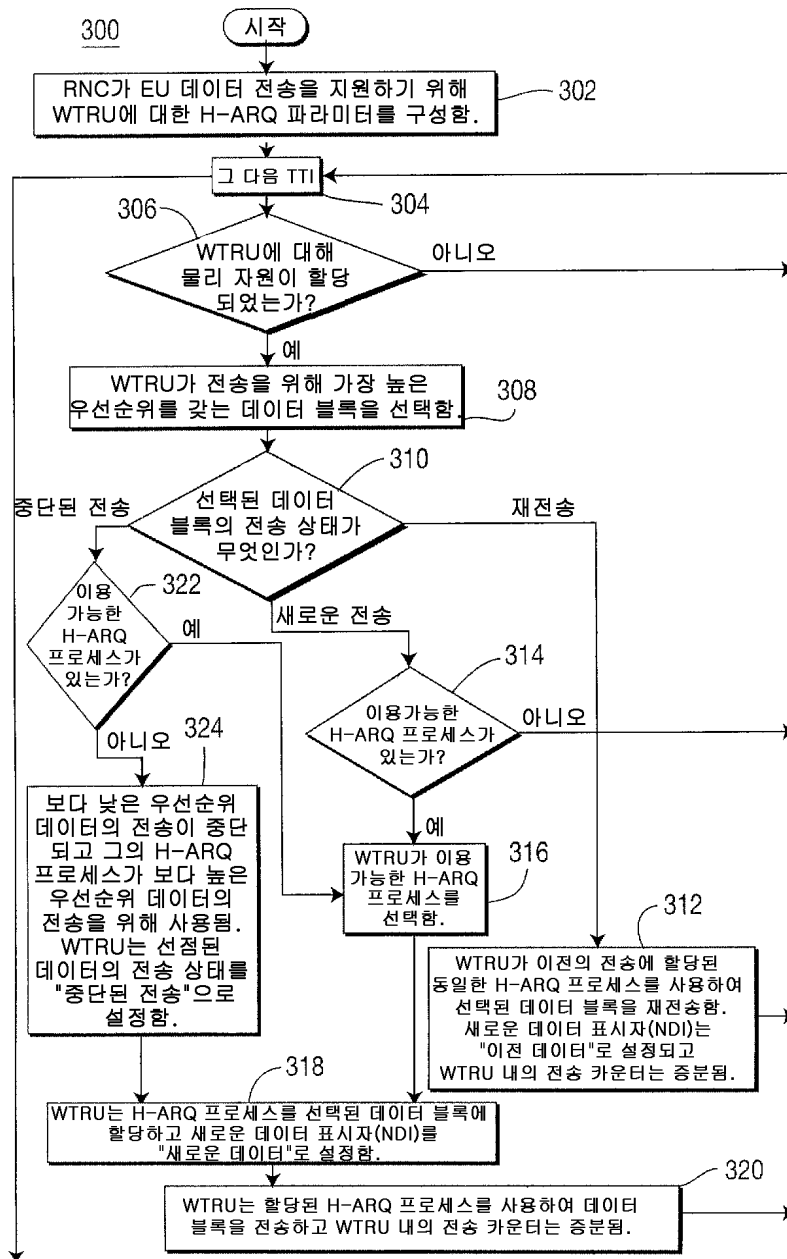 300
시작
RNC가 EU 데이터 전송을 지원하기 위해
WTRU에 대한 H-ARQ 파라미터를 구성함.
302
그 다음 TTI
304
306
WTRU에 대해
물리 자원이 할당
되었는가?
아니오
예
WTRU가 전송을 위해 가장 높은
우선순위를 갖는 데이터 블록을 선택함.
308
310
선택된 데이터
블록의 전송 상태가
무엇인가?
중단된 전송
재전송
새로운 전송
322
이용
가능한
H-ARQ
프로세스가
있는가?
예
아니오
314
이용가능한
H-ARQ 프로세스가
있는가?
아니오
예
324
보다 낮은 우선순위
데이터의 전송이 중단
되고 그의 H-ARQ
프로세스가 보다 높은
우선순위 데이터의
전송을 위해 사용됨.
WTRU는 선점된
데이터의 전송 상태를
"중단된 전송"으로
설정함.
WTRU가 이용
가능한 H-ARQ
프로세스를
선택함.
316
312
WTRU가 이전의 전송에 할당된
동일한 H-ARQ 프로세스를 사용하여
선택된 데이터 블록을 재전송함.
새로운 데이터 표시자(NDI)는
"이전 데이터"로 설정되고
WTRU 내의 전송 카운터는 증분됨.
318
WTRU는 H-ARQ 프로세스를 선택된 데이터 블록에
할당하고 새로운 데이터 표시자(NDI)를
"새로운 데이터"로 설정함.
320
WTRU는 할당된 H-ARQ 프로세스를 사용하여 데이터
블록을 전송하고 WTRU 내의 전송 카운터는 증분됨.